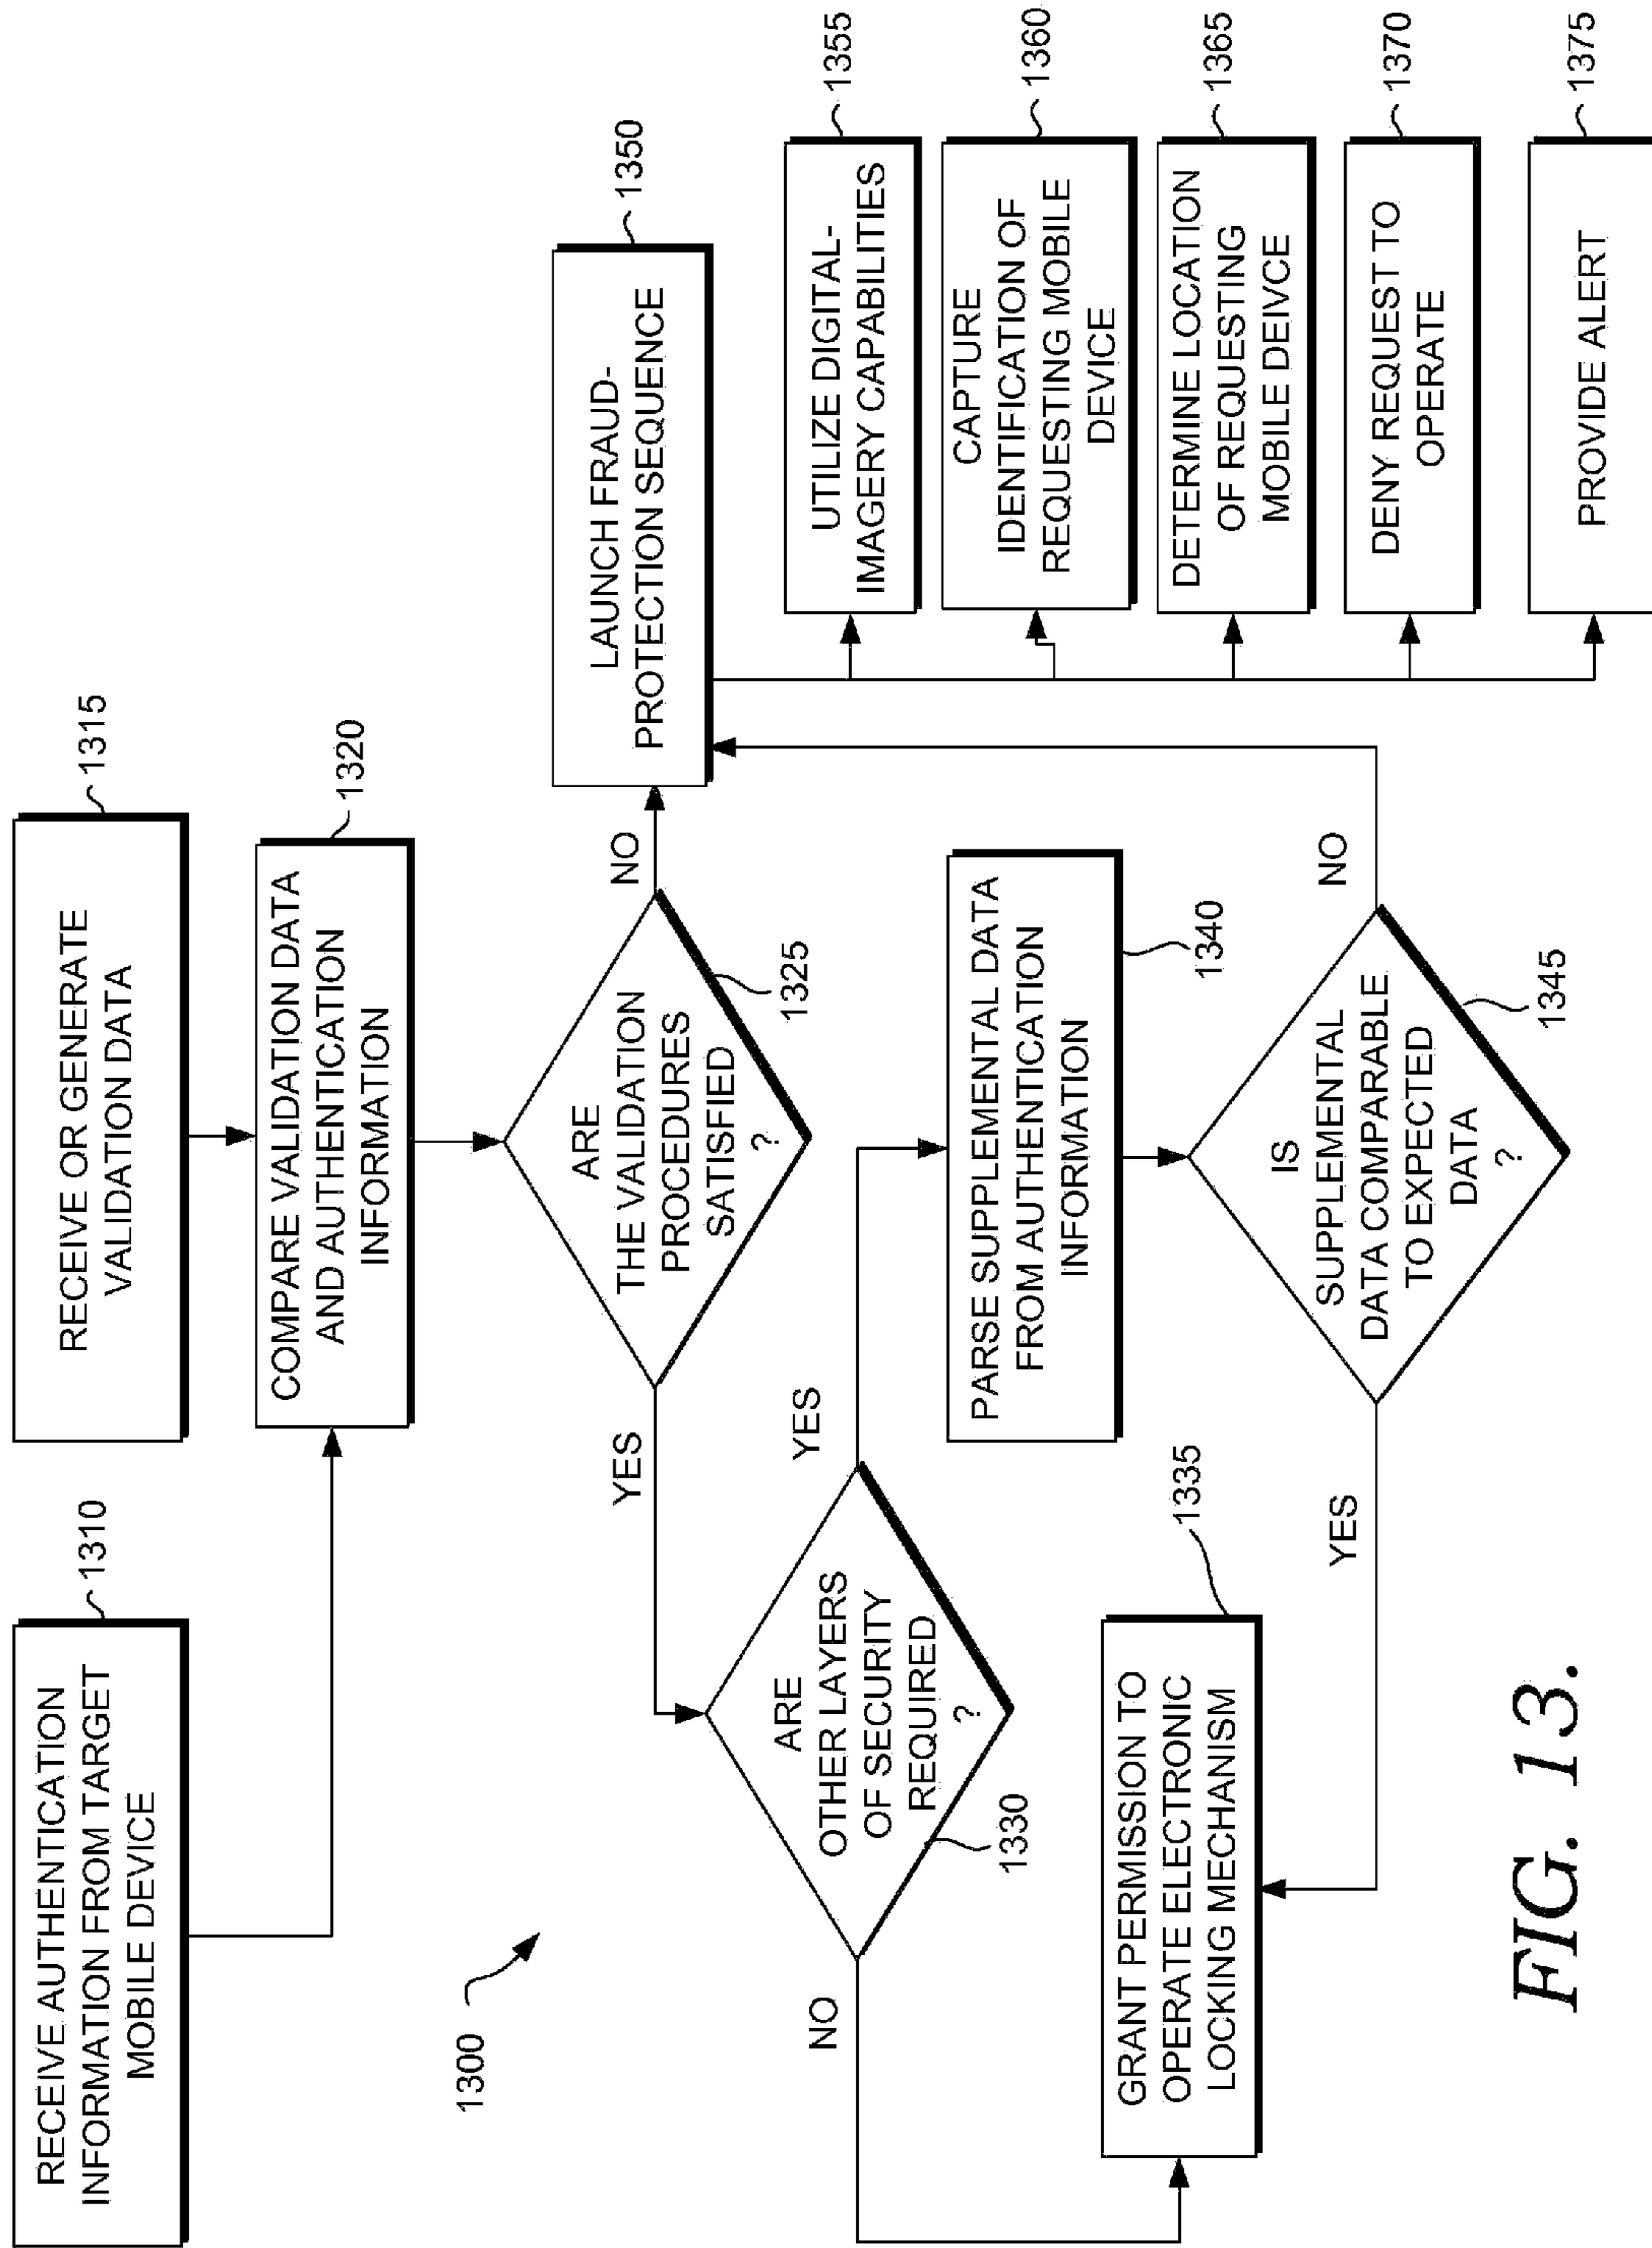 RECEIVE AUTHENTICATION
INFORMATION FROM TARGET
MOBILE DEVICE
1310
RECEIVE OR GENERATE
VALIDATION DATA
1315
COMPARE VALIDATION DATA
AND AUTHENTICATION
INFORMATION
1320
1300
ARE
THE VALIDATION
PROCEDURES
SATISFIED
?
1325
YES
NO
LAUNCH FRAUD-
PROTECTION SEQUENCE
1350
ARE
OTHER LAYERS
OF SECURITY
REQUIRED
?
1330
NO
YES
PARSE SUPPLEMENTAL DATA
FROM AUTHENTICATION
INFORMATION
1340
GRANT PERMISSION TO
OPERATE ELECTRONIC
LOCKING MECHANISM
1335
IS
SUPPLEMENTAL
DATA COMPARABLE
TO EXPECTED
DATA
?
1345
YES
NO
UTILIZE DIGITAL-
IMAGERY CAPABILITIES
1355
CAPTURE
IDENTIFICATION OF
REQUESTING MOBILE
DEVICE
1360
DETERMINE LOCATION
OF REQUESTING
MOBILE DEIVCE
1365
DENY REQUEST TO
OPERATE
1370
PROVIDE ALERT
1375
FIG. 13.